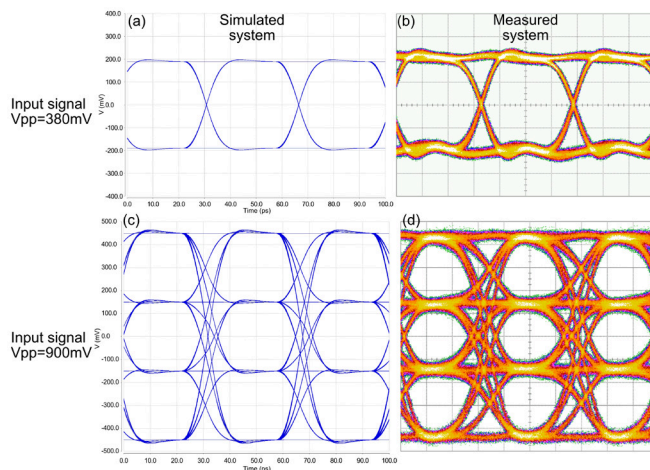 (a)
Simulated
system
(b)
Measured
system
Input signal
Vpp=380mV
400.0
300.0
200.0
100.0
0.0
-100.0
-200.0
-300.0
-400.0
V (mV)
0.0 10.0 20.0 30.0 40.0 50.0 60.0 70.0 80.0 90.0 100.0
Time (ps)
(c)
(d)
Input signal
Vpp=900mV
500.0
400.0
300.0
200.0
100.0
0.0
-100.0
-200.0
-300.0
-400.0
-500.0
V (mV)
0.0 10.0 20.0 30.0 40.0 50.0 60.0 70.0 80.0 90.0 100.0
Time (ps)